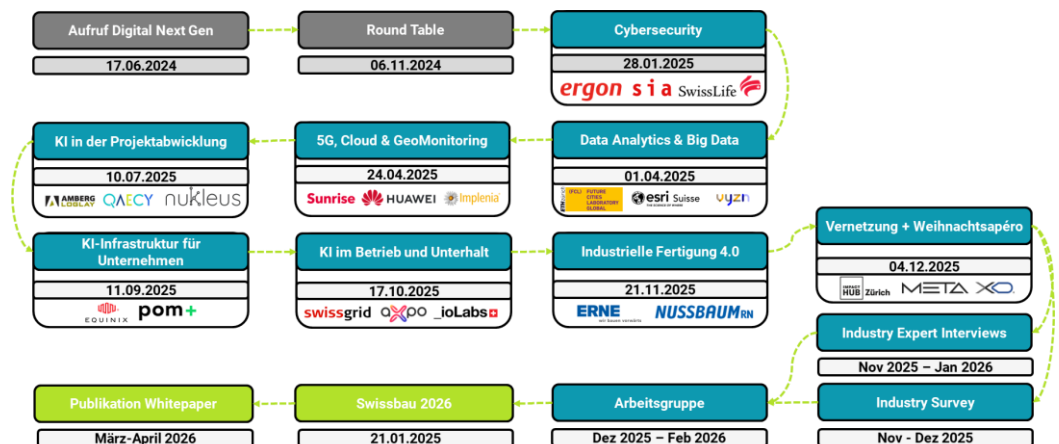 Aufruf Digital Next Gen
17.06.2024
Round Table
06.11.2024
Cybersecurity
28.01.2025
ergon sia SwissLife
Data Analytics & Big Data
01.04.2025
(FCL) FUTURE
CITIES
LABORATORY
GLOBAL
esri Suisse
vyzn
5G, Cloud & GeoMonitoring
24.04.2025
Sunrise HUAWEI Implenia
KI in der Projektabwicklung
10.07.2025
AMBERG
LOGLAY
QAECY nukleus
KI-Infrastruktur für
Unternehmen
11.09.2025
EQUINIX pom+
KI im Betrieb und Unterhalt
17.10.2025
swissgrid axpo _ioLabs
Industrielle Fertigung 4.0
21.11.2025
ERNE NUSSBAUM RN
Vernetzung + Weihnachtsapéro
04.12.2025
IMPACT
HUB Zürich META XO
Industry Expert Interviews
Nov 2025 – Jan 2026
Industry Survey
Nov - Dez 2025
Arbeitsgruppe
Dez 2025 – Feb 2026
Swissbau 2026
21.01.2025
Publikation Whitepaper
März-April 2026